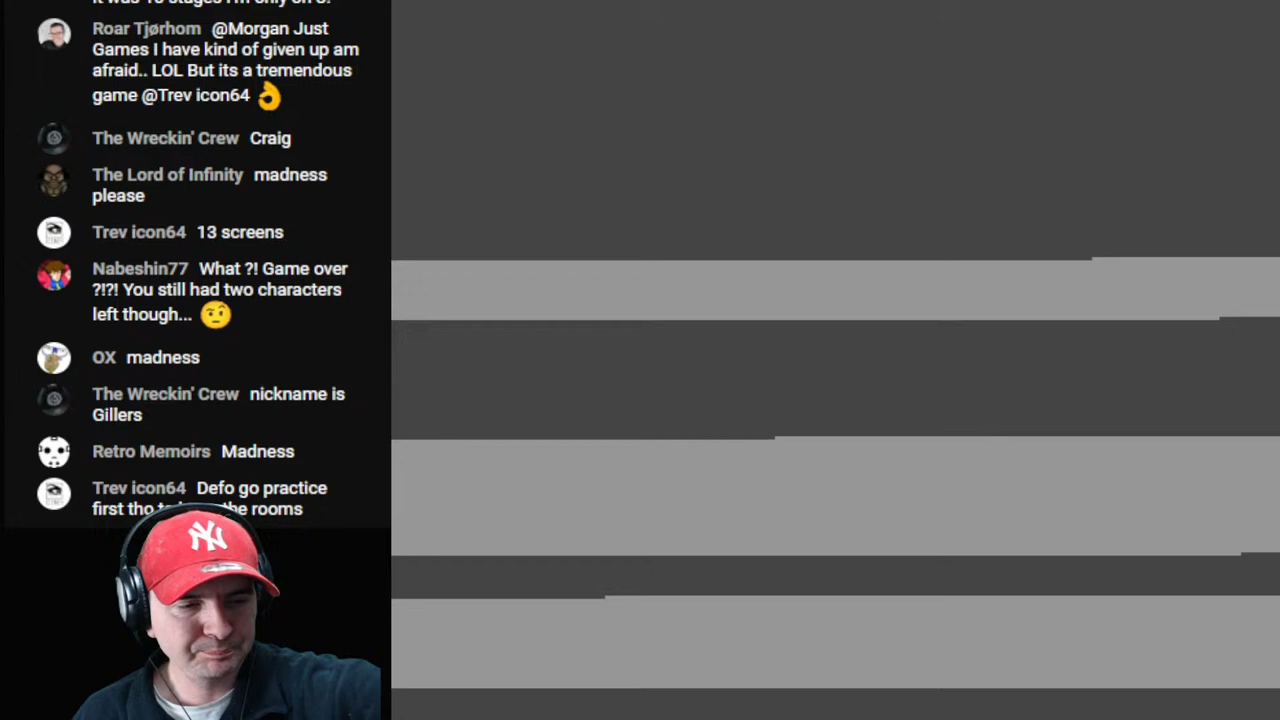 Roar Tjørhom @Morgan Just
Games I have kind of given up am
afraid.. LOL But its a tremendous
game @Trev icon64 👌
The Wreckin' Crew Craig
The Lord of Infinity madness
please
Trev icon64 13 screens
Nabeshin77 What ?! Game over
?!?! You still had two characters
left though... 🤨
OX madness
The Wreckin' Crew nickname is
Gillers
Retro Memoirs Madness
Trev icon64 Defo go practice
first tho the rooms
NY